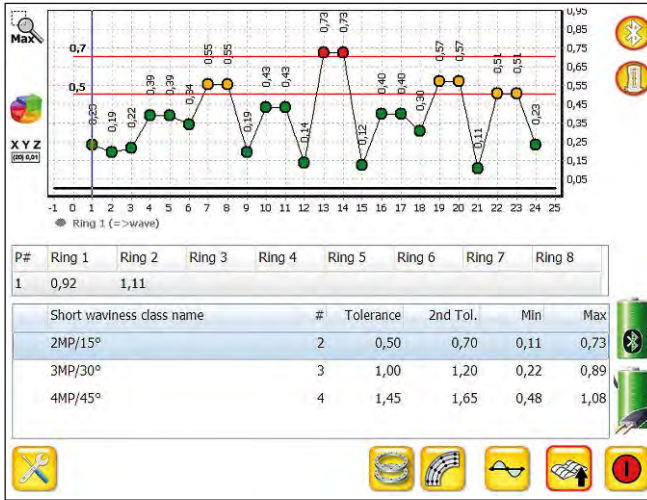 Max
0,7
0,5
0,95
0,85
0,75
0,65
0,55
0,45
0,35
0,25
0,15
0,05
0,23 0,19 0,22 0,39 0,39 0,34 0,55 0,55 0,19 0,43 0,43 0,14 0,73 0,73 0,12 0,40 0,40 0,30 0,57 0,57 0,11 0,51 0,51 0,23
X Y Z
(20) 0,01
-1 0 1 2 3 4 5 6 7 8 9 10 11 12 13 14 15 16 17 18 19 20 21 22 23 24 25
Ring 1 (=>wave)
P# Ring 1 Ring 2 Ring 3 Ring 4 Ring 5 Ring 6 Ring 7 Ring 8
1 0,92 1,11
Short waviness class name # Tolerance 2nd Tol. Min Max
2MP/15° 2 0,50 0,70 0,11 0,73
3MP/30° 3 1,00 1,20 0,22 0,89
4MP/45° 4 1,45 1,65 0,48 1,08